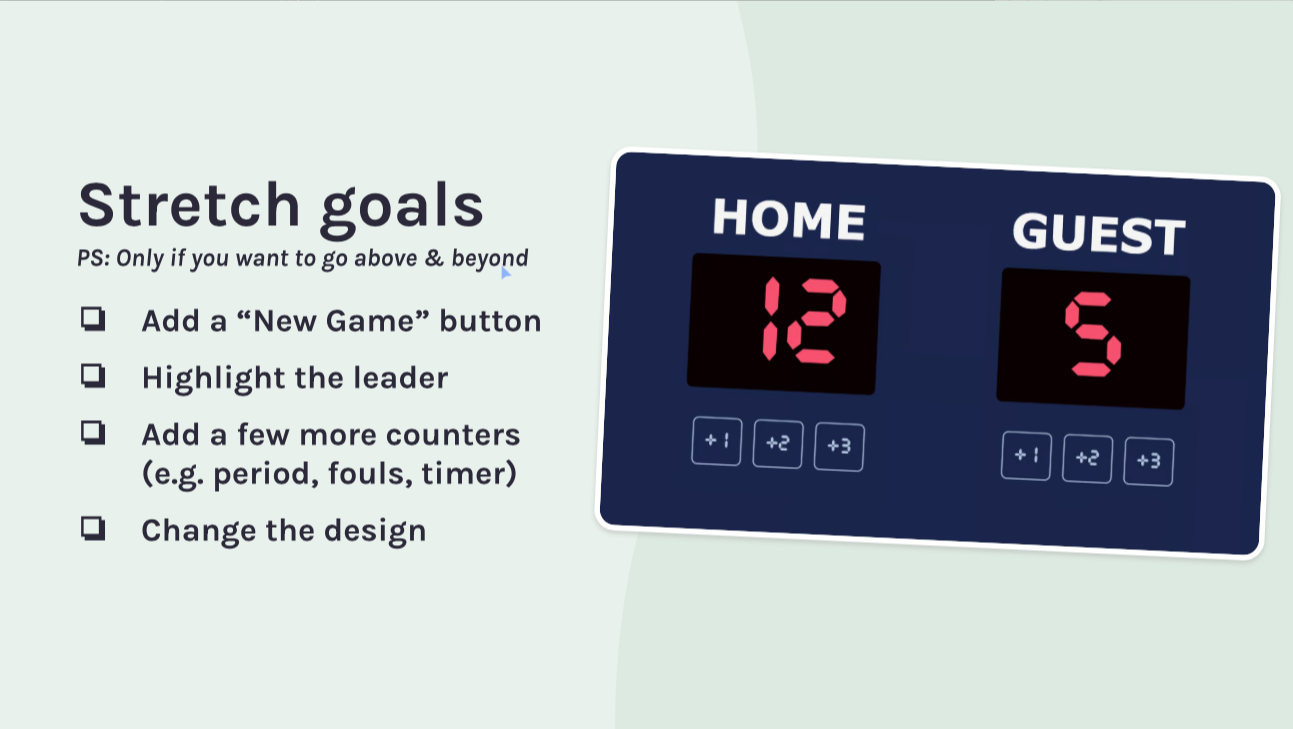 Stretch goals
PS: Only if you want to go above & beyond
Add a “New Game” button
Highlight the leader
Add a few more counters
(e.g. period, fouls, timer)
Change the design
HOME
12
+1 +2 +3
GUEST
5
+1 +2 +3